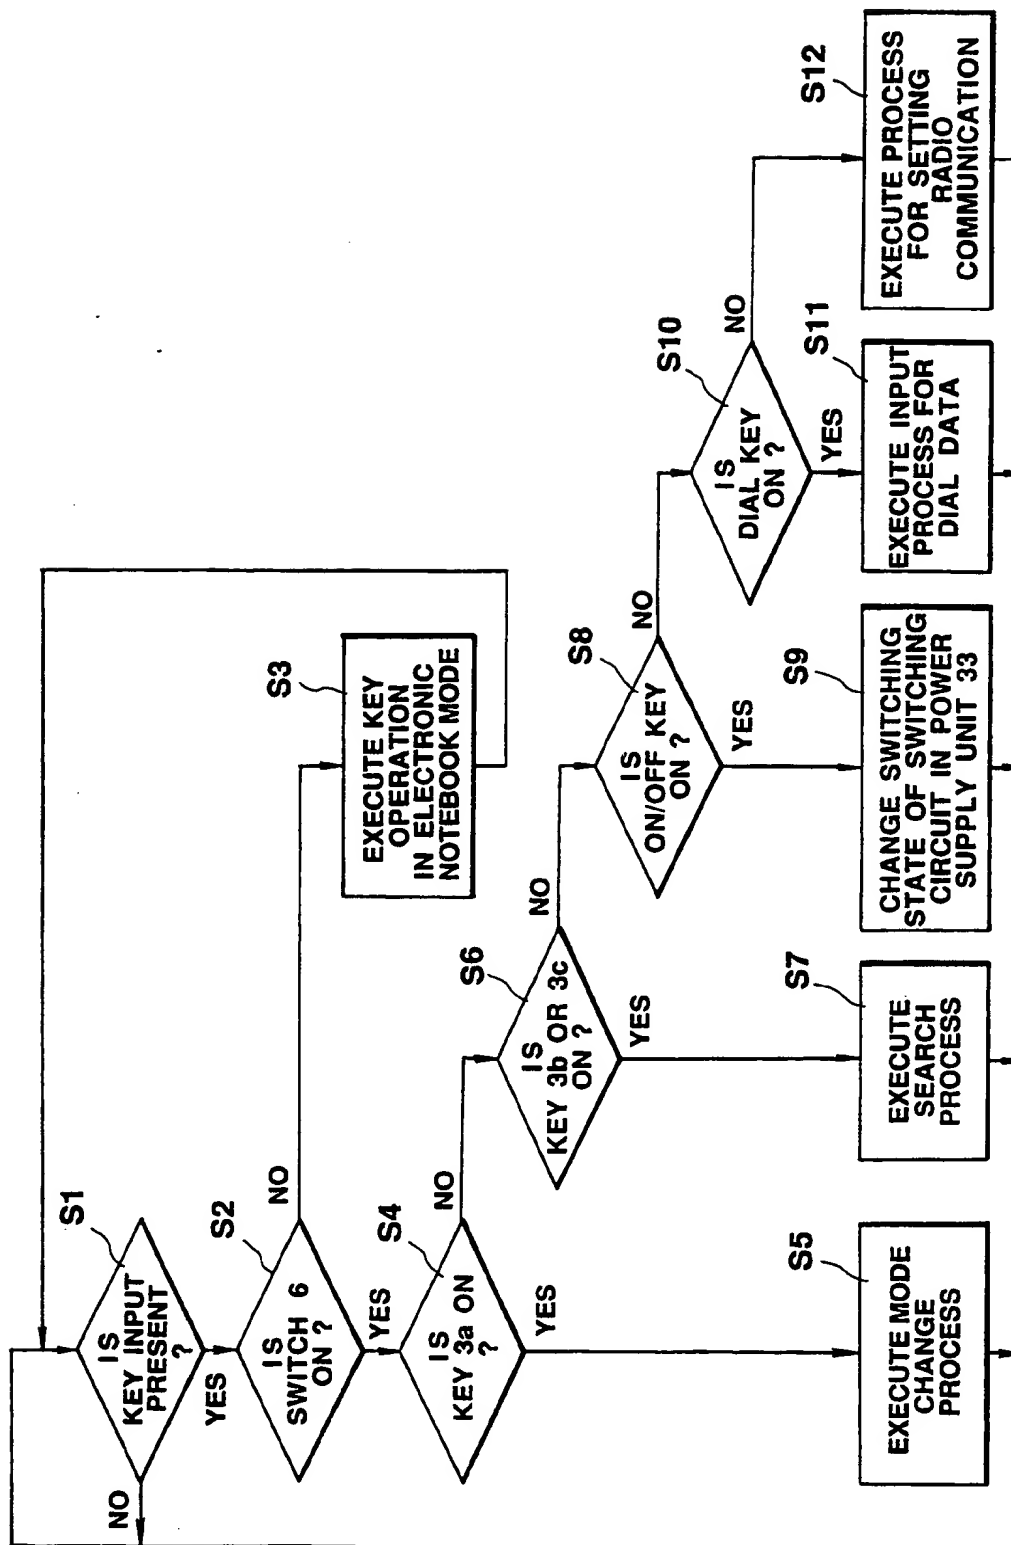 S1
IS
KEY INPUT
PRESENT
?
NO
YES
S2
IS
SWITCH 6
ON ?
NO
YES
S3
EXECUTE KEY
OPERATION
IN ELECTRONIC
NOTEBOOK MODE
S4
IS
KEY 3a ON
?
NO
YES
S5
EXECUTE MODE
CHANGE
PROCESS
S6
IS
KEY 3b OR 3c
ON ?
NO
YES
S7
EXECUTE
SEARCH
PROCESS
S8
IS
ON/OFF KEY
ON ?
NO
YES
S9
CHANGE SWITCHING
STATE OF SWITCHING
CIRCUIT IN POWER
SUPPLY UNIT 33
S10
IS
DIAL KEY
ON ?
NO
YES
S11
EXECUTE INPUT
PROCESS FOR
DIAL DATA
S12
EXECUTE PROCESS
FOR SETTING
RADIO
COMMUNICATION